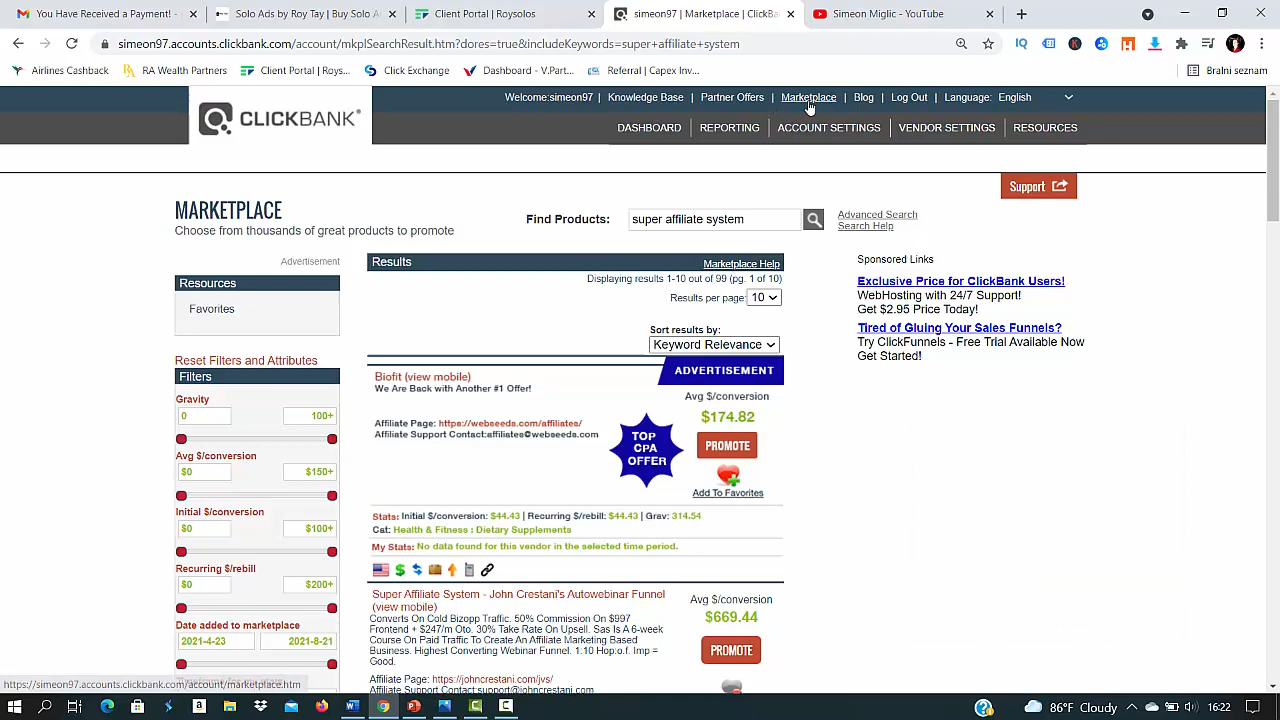 You Have Received a Payment! - ×
Solo Ads by Roy Tay | Buy Solo A ×
Client Portal | Roysolos ×
simeon97 | Marketplace | ClickBa ×
Simeon Miglic - YouTube ×
simeon97.accounts.clickbank.com/account/mkplSearchResult.htm?dores=true&includeKeywords=super+affiliate+system
Airlines Cashback
RA Wealth Partners
Client Portal | Roys...
Click Exchange
Dashboard - V.Part...
Referral | Capex Inv...
Bralni seznam
Welcome:simeon97 | Knowledge Base | Partner Offers | Marketplace | Blog | Log Out | Language: English
CLICKBANK®
DASHBOARD | REPORTING | ACCOUNT SETTINGS | VENDOR SETTINGS | RESOURCES
Support
MARKETPLACE
Choose from thousands of great products to promote
Find Products: super affiliate system
Advanced Search
Search Help
Advertisement
Resources
Favorites
Reset Filters and Attributes
Filters
Gravity
0 100+
Avg $/conversion
$0 $150+
Initial $/conversion
$0 $100+
Recurring $/rebill
$0 $200+
Date added to marketplace
2021-4-23 2021-8-21
Results Marketplace Help
Displaying results 1-10 out of 99 (pg. 1 of 10)
Results per page: 10
Sort results by:
Keyword Relevance
ADVERTISEMENT
Biofit (view mobile)
We Are Back with Another #1 Offer!
Affiliate Page: https://webseeds.com/affiliates/
Affiliate Support Contact:affiliates@webseeds.com
TOP
CPA
OFFER
Avg $/conversion
$174.82
PROMOTE
Add To Favorites
Stats: Initial $/conversion: $44.43 | Recurring $/rebill: $44.43 | Grav: 314.54
Cat: Health & Fitness : Dietary Supplements
My Stats: No data found for this vendor in the selected time period.
Super Affiliate System - John Crestani's Autowebinar Funnel
(view mobile)
Converts On Cold Bizopp Traffic. 50% Commission On $997
Frontend + $247/m Oto. 30% Take Rate On Upsell. Sas Is A 6-week
Course On Paid Traffic To Create An Affiliate Marketing Based
Business. Highest Converting Webinar Funnel. 1:10 Hop:o.f. Imp =
Good.
Affiliate Page: https://johncrestani.com/jvs/
Affiliate Support Contact:support@johncrestani.com
Avg $/conversion
$669.44
PROMOTE
Sponsored Links
Exclusive Price for ClickBank Users!
WebHosting with 24/7 Support!
Get $2.95 Price Today!
Tired of Gluing Your Sales Funnels?
Try ClickFunnels - Free Trial Available Now
Get Started!
https://simeon97.accounts.clickbank.com/account/marketplace.htm
86°F Cloudy
16:22